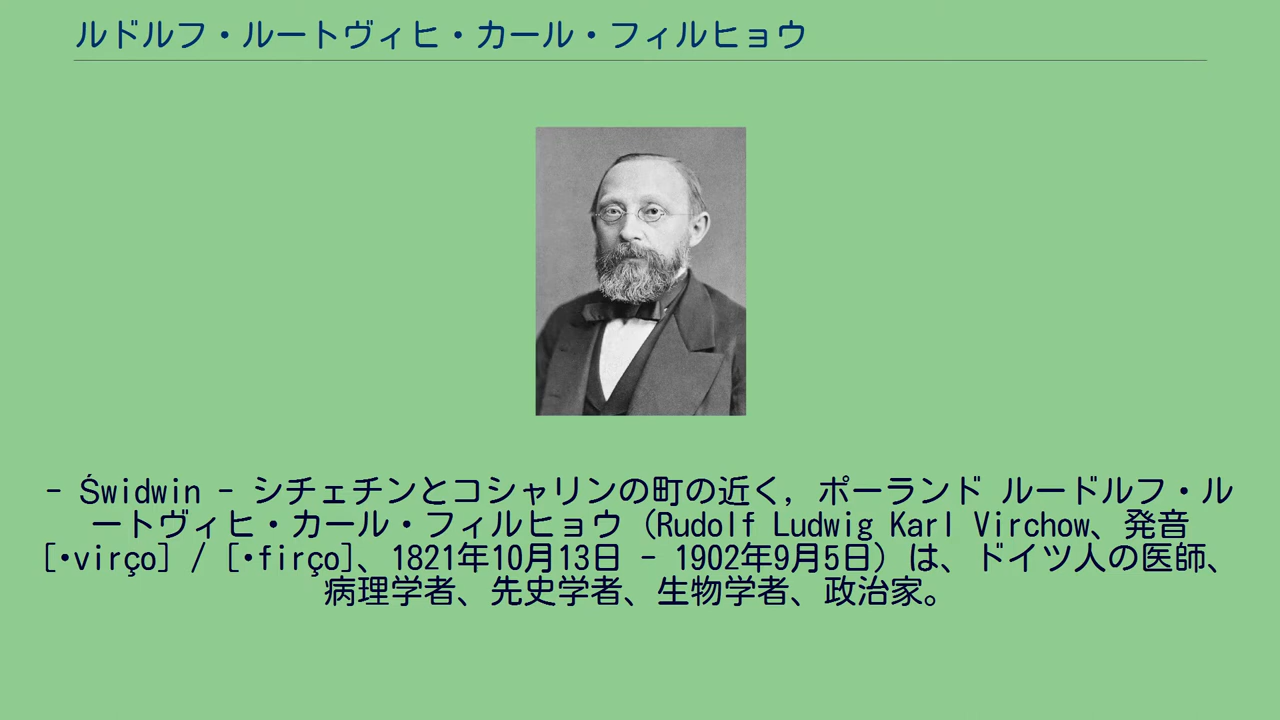 ルドルフ・ルートヴィヒ・カール・フィルヒョウ
- Świdwin - シチェチンとコシャリンの町の近く, ポーランド ルードルフ・ル
ートヴィヒ・カール・フィルヒョウ（Rudolf Ludwig Karl Virchow、発音
[•virço] / [•firço]、1821年10月13日 - 1902年9月5日）は、ドイツ人の医師、
病理学者、先史学者、生物学者、政治家。